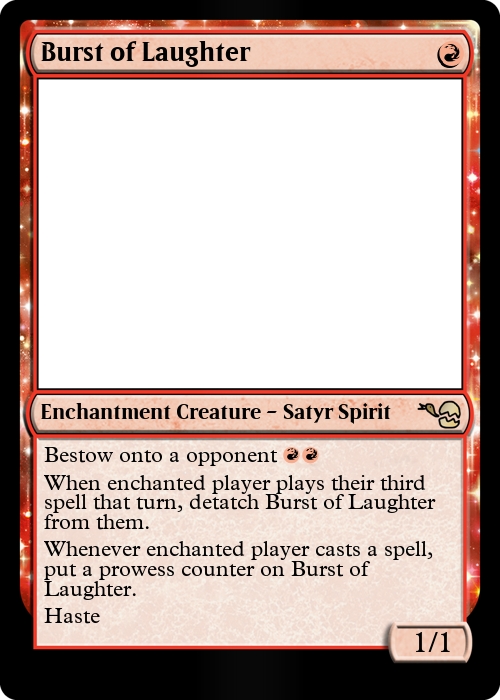 Burst of Laughter
Enchantment Creature – Satyr Spirit
Bestow onto a opponent
When enchanted player plays their third
spell that turn, detatch Burst of Laughter
from them.
Whenever enchanted player casts a spell,
put a prowess counter on Burst of
Laughter.
Haste
1/1